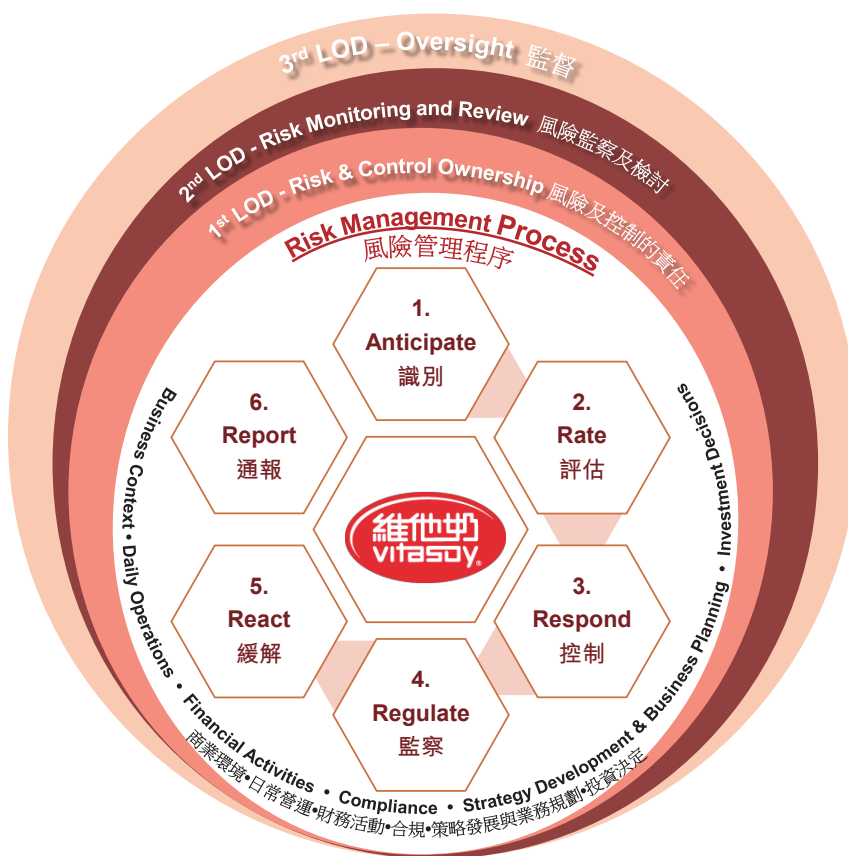 3rd LOD – Oversight 監督
2nd LOD - Risk Monitoring and Review 風險監察及檢討
1st LOD - Risk & Control Ownership 風險及控制的責任
Risk Management Process
風險管理程序
1.
Anticipate
識別
2.
Rate
評估
3.
Respond
控制
4.
Regulate
監察
5.
React
緩解
6.
Report
通報
維他奶
vitasoy®
Business Context • Daily Operations • Financial Activities • Compliance • Strategy Development & Business Planning • Investment Decisions
商業環境•日常營運•財務活動•合規•策略發展與業務規劃•投資決定